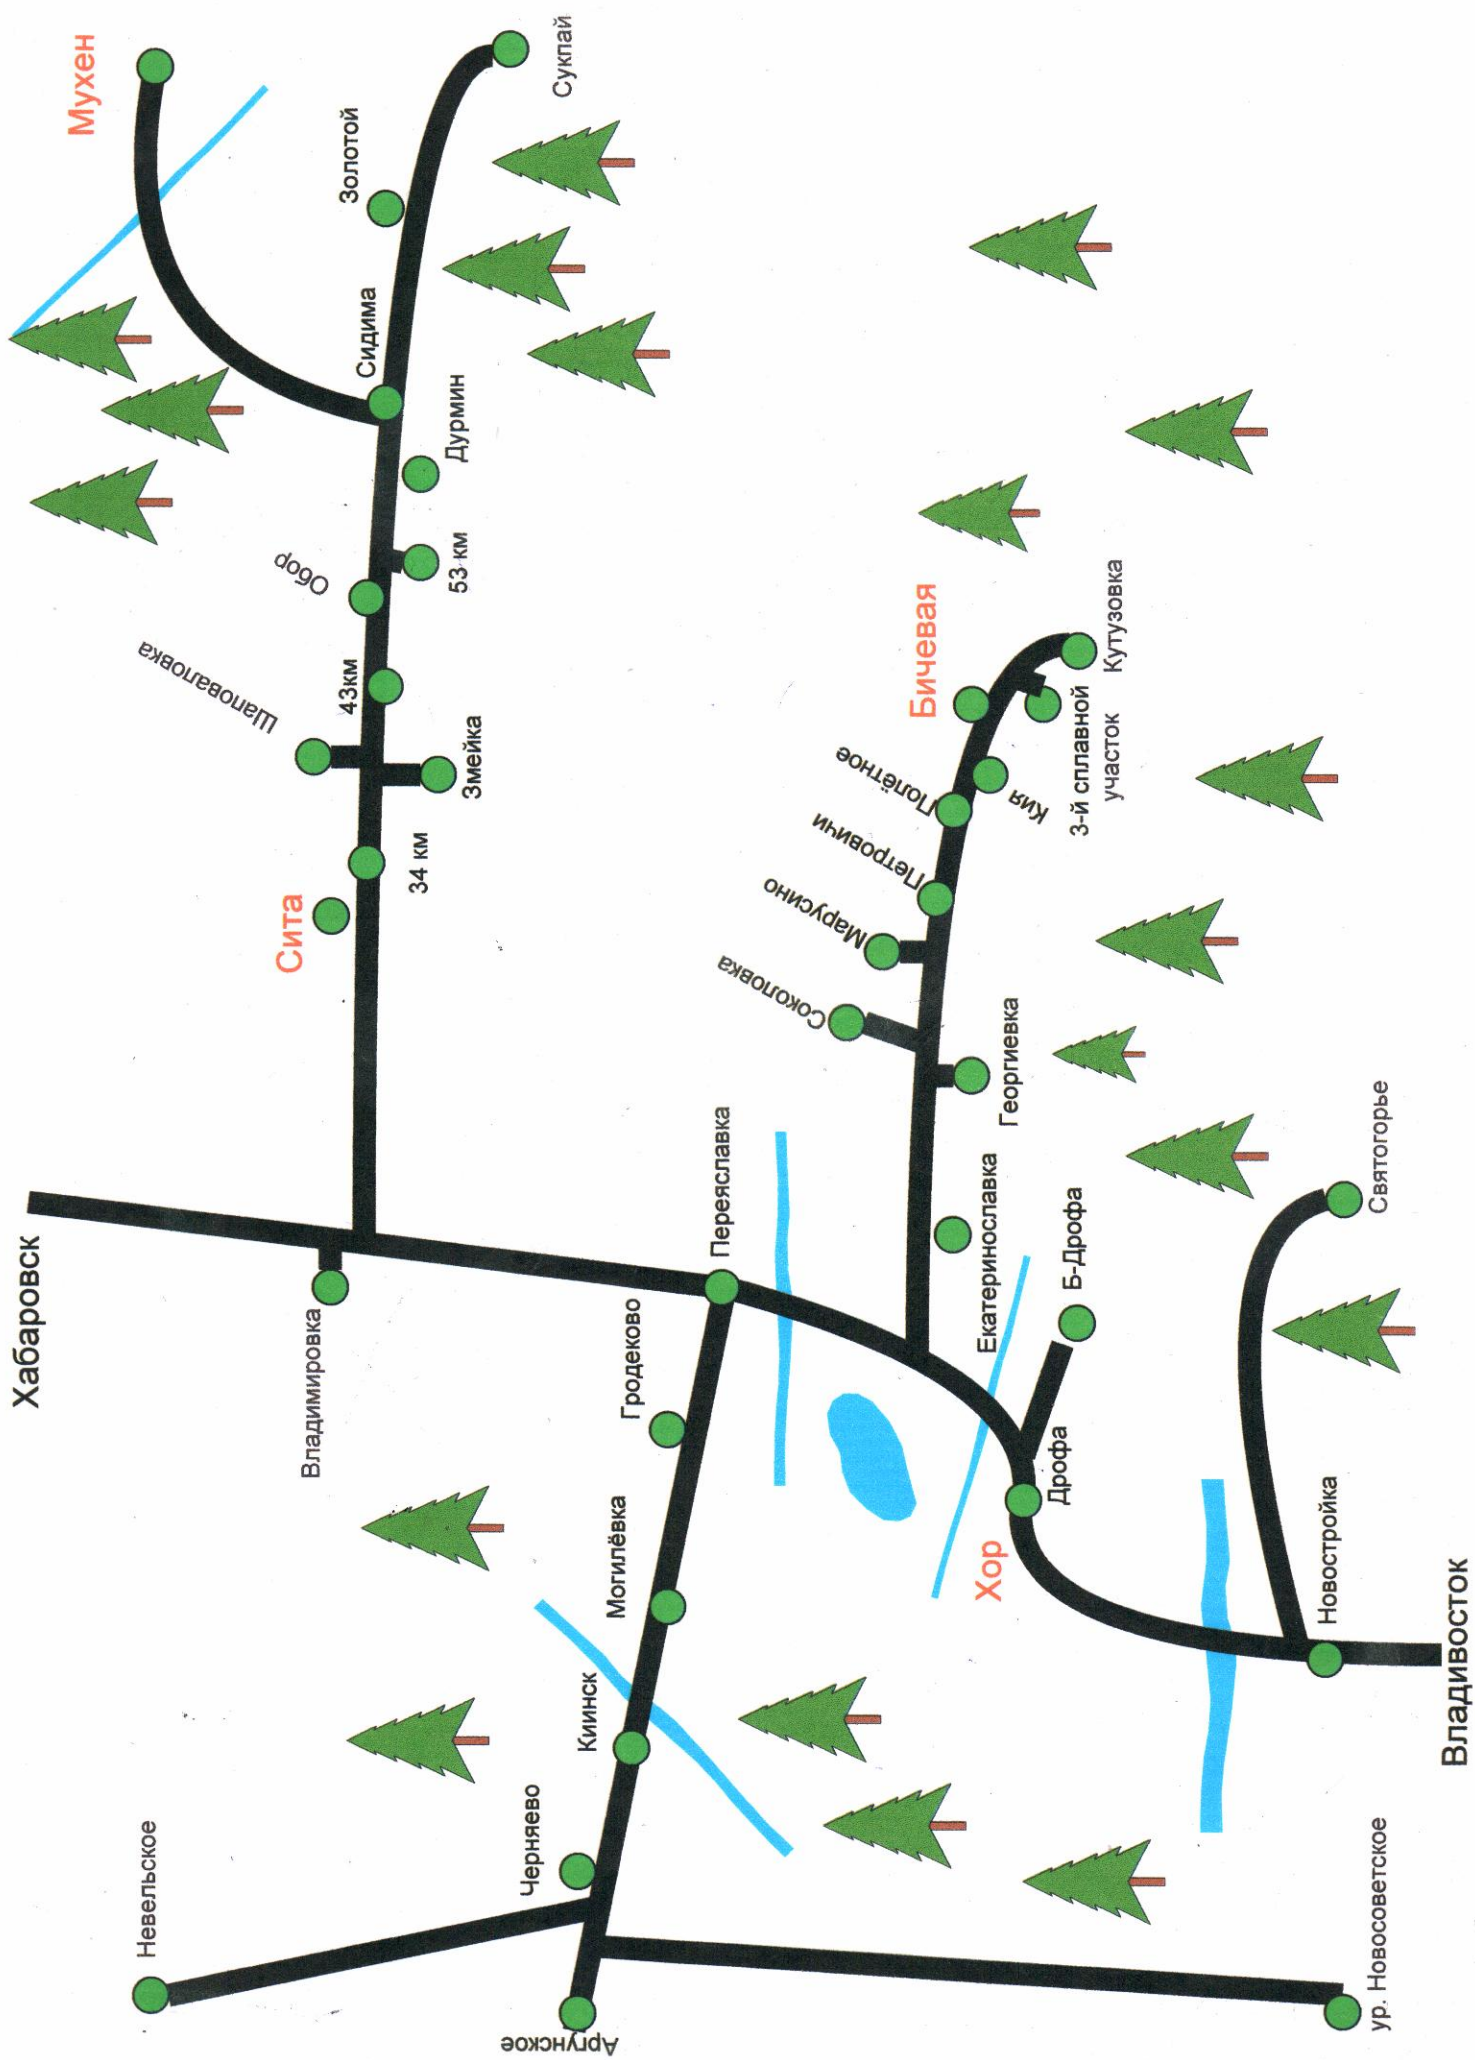 Хабаровск
Владимировка
Сита
34 км
Шаповаловка
Змейка
43км
Обор
53 км
Дурмин
Сидима
Золотой
Мухен
Сукпай
Невельское
Черняево
Аргунское
Киинск
Могилёвка
Гродеково
Переяславка
Екатеринославка
Георгиевка
Соколовка
Марусино
Петровичи
Полётное
Кия
Бичевая
3-й сплавной
участок
Кутузовка
Хор
Дрофа
Б-Дрофа
Святогорье
Новостройка
ур. Новосоветское
Владивосток